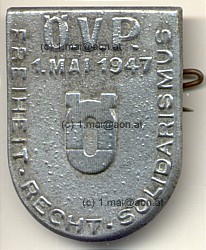 ÖVP
1. MAI 1947
FREIHEIT · RECHT · SOLIDARISMUS
(c) 1.mai@aon.at
(c) 1.mai@aon.at
(c) 1.mai@aon.at